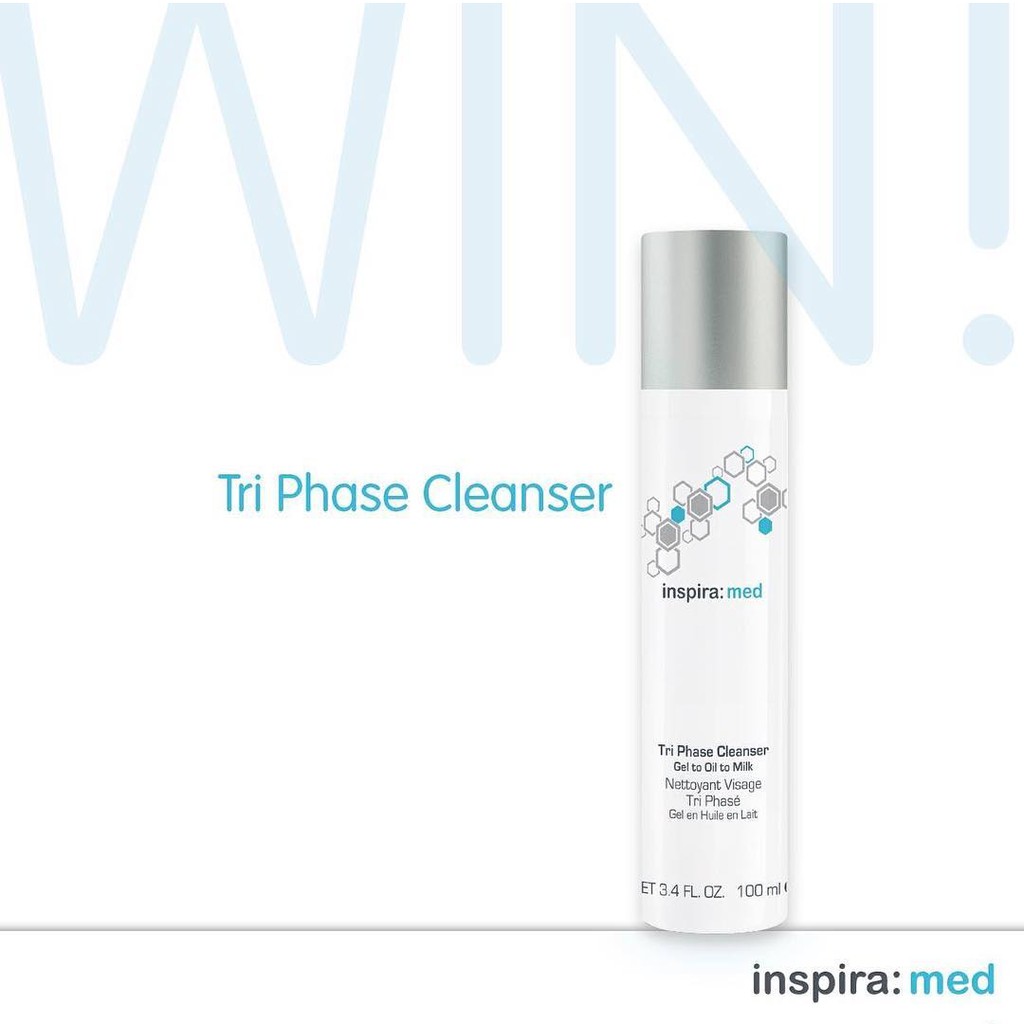 WIN!
Tri Phase Cleanser
inspira: med
Tri Phase Cleanser
Gel to Oil to Milk
Nettoyant Visage
Tri Phasé
Gel en Huile en Lait
ET 3.4 FL. OZ. 100 ml
inspira: med